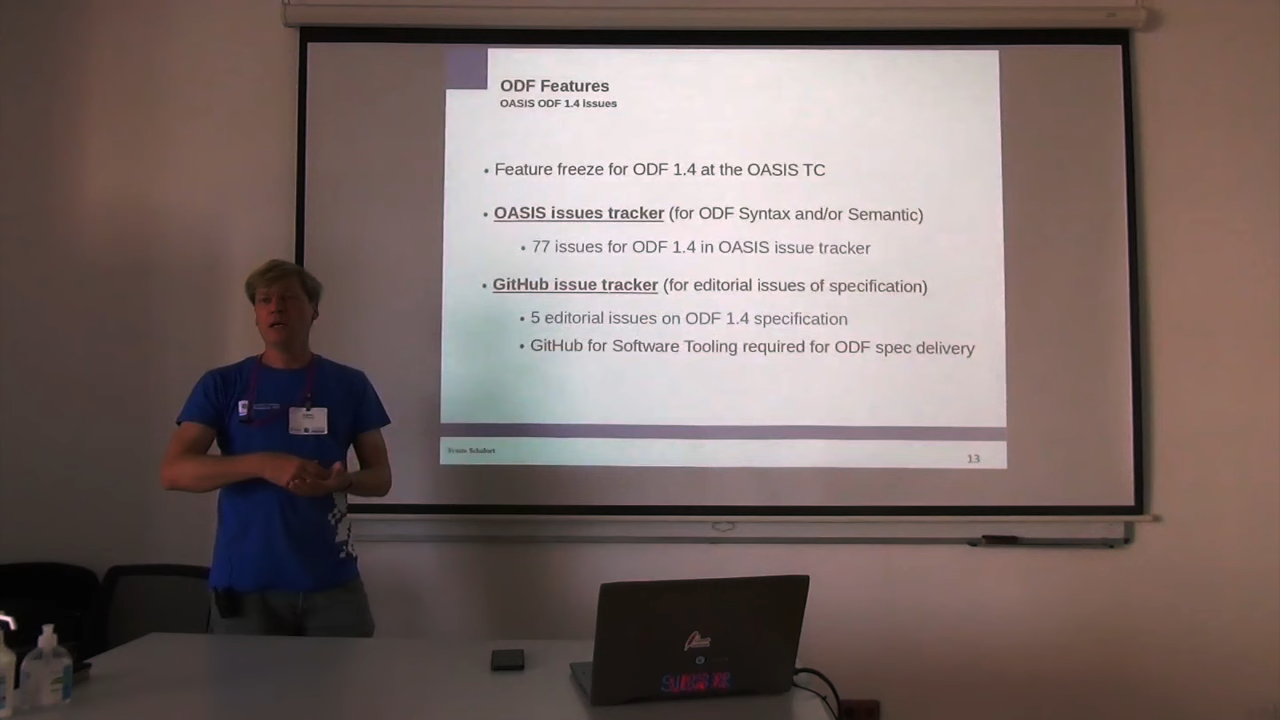 ODF Features
OASIS ODF 1.4 issues
• Feature freeze for ODF 1.4 at the OASIS TC
• OASIS issues tracker (for ODF Syntax and/or Semantic)
• 77 issues for ODF 1.4 in OASIS issue tracker
• GitHub issue tracker (for editorial issues of specification)
• 5 editorial issues on ODF 1.4 specification
• GitHub for Software Tooling required for ODF spec delivery
13